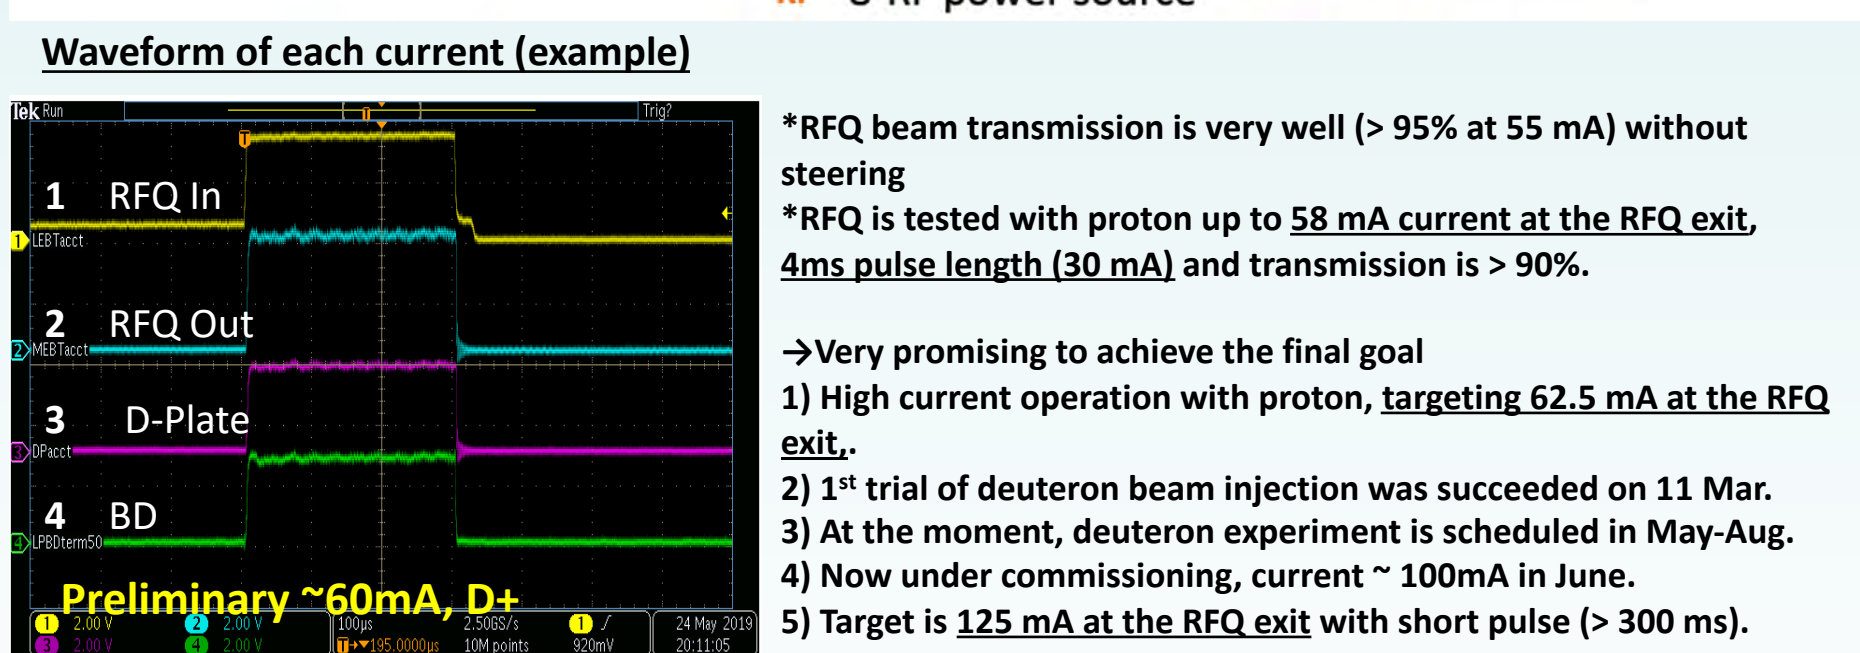 8 RF power source
Waveform of each current (example)
Tek Run
Trig?
T
T
1 RFQ In
1 LEBTacct
2 RFQ Out
2 MEBTacct
3 D-Plate
3 DPacct
4 BD
4 LPBDterm50
Preliminary ~60mA, D+
1 2.00 V 2 2.00 V 100µs 2.50GS/s 1 24 May 2019
3 2.00 V 4 2.00 V T→▼195.0000µs 10M points 920mV 20:11:05
*RFQ beam transmission is very well (> 95% at 55 mA) without
steering
*RFQ is tested with proton up to 58 mA current at the RFQ exit,
4ms pulse length (30 mA) and transmission is > 90%.
→Very promising to achieve the final goal
1) High current operation with proton, targeting 62.5 mA at the RFQ
exit,.
2) 1st trial of deuteron beam injection was succeeded on 11 Mar.
3) At the moment, deuteron experiment is scheduled in May-Aug.
4) Now under commissioning, current ~ 100mA in June.
5) Target is 125 mA at the RFQ exit with short pulse (> 300 ms).